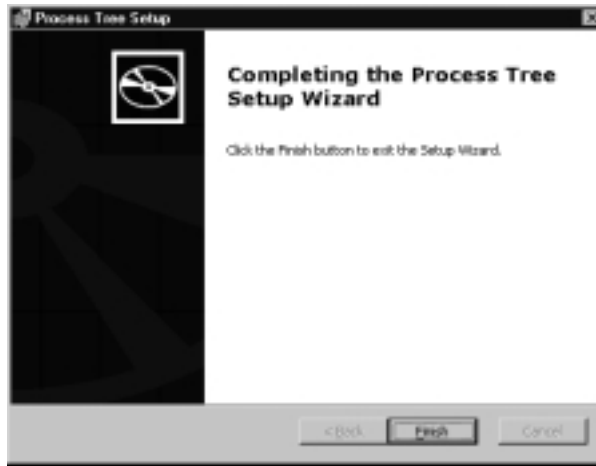 Process Tree Setup
Completing the Process Tree
Setup Wizard
Click the Finish button to exit the Setup Wizard.
< Back
Finish
Cancel